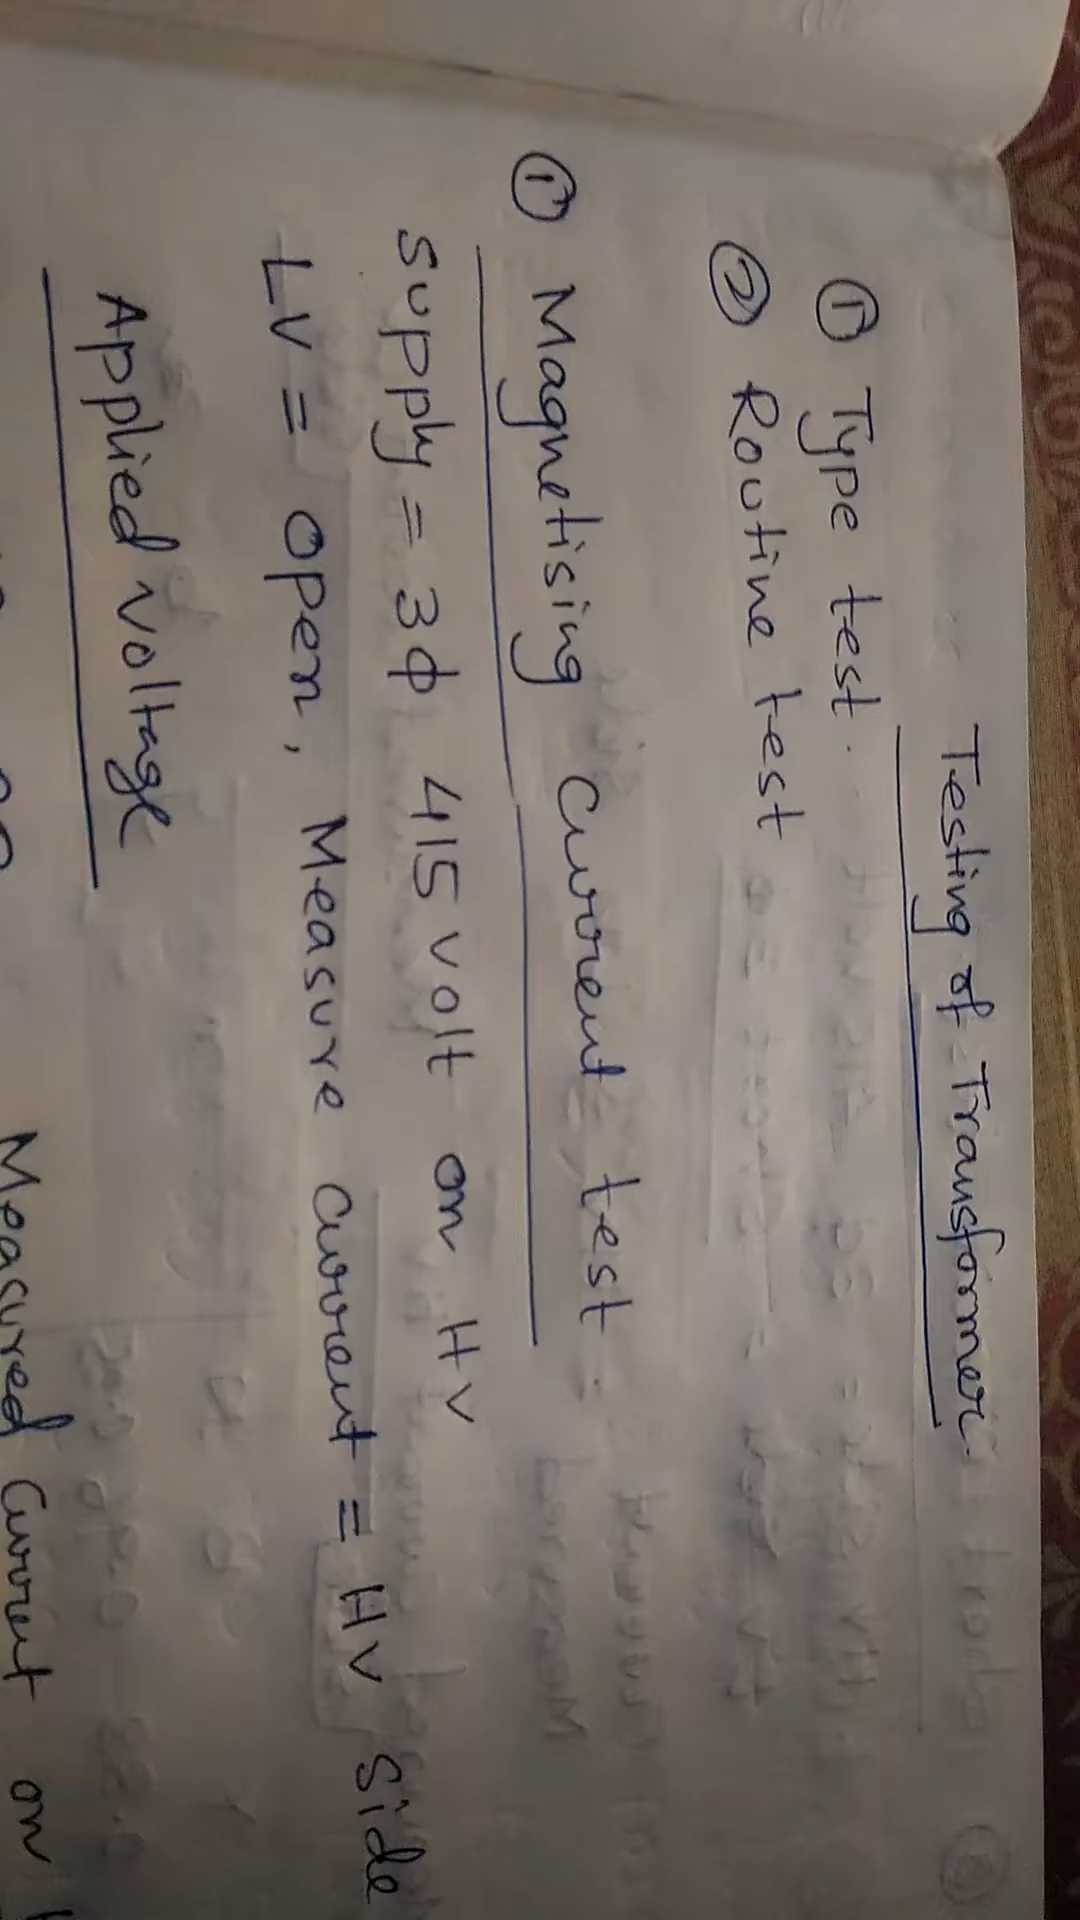 Testing of Transformer
① Type test.
② Routine test
① Magnetising Current test
Supply = 3ϕ 415 volt on HV
LV = open, Measure current = HV Side
Applied voltage
Measured Current on